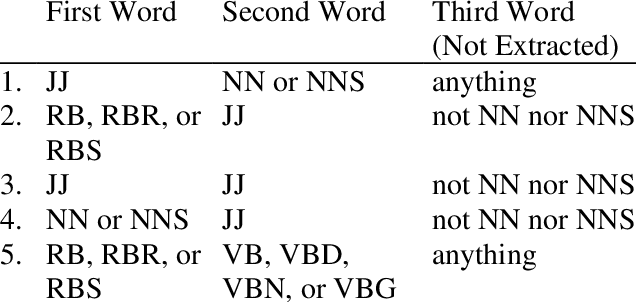 First Word Second Word Third Word
(Not Extracted)
1. JJ NN or NNS anything
2. RB, RBR, or JJ not NN nor NNS
RBS
3. JJ JJ not NN nor NNS
4. NN or NNS JJ not NN nor NNS
5. RB, RBR, or VB, VBD, anything
RBS VBN, or VBG